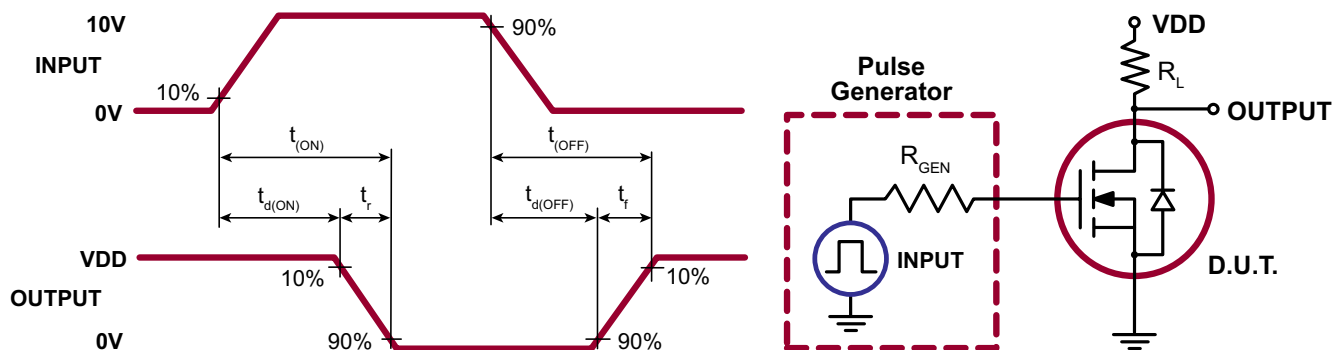 10V
INPUT
0V
10%
90%
t(ON)
t(OFF)
td(ON)
tr
td(OFF)
tf
VDD
OUTPUT
0V
10%
90%
10%
90%
Pulse
Generator
RGEN
INPUT
VDD
RL
OUTPUT
D.U.T.